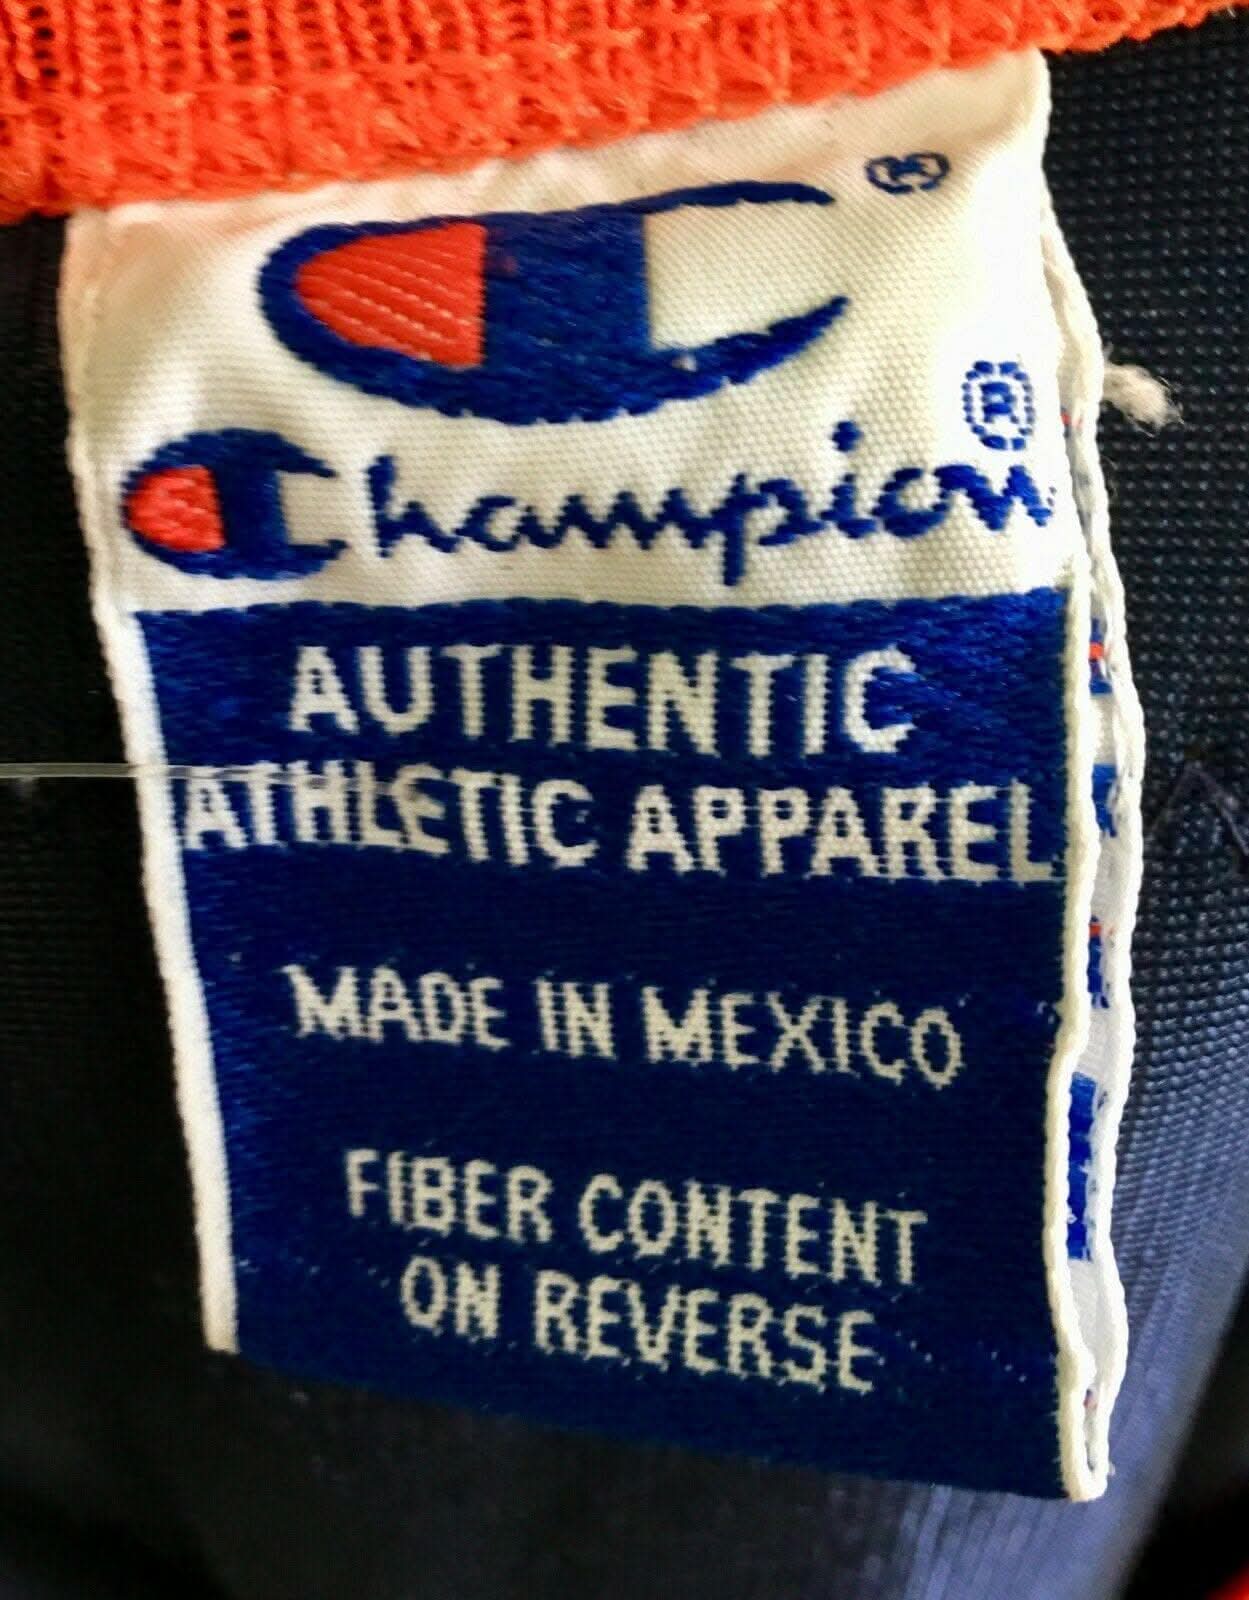 ®
®
Champion
AUTHENTIC
ATHLETIC APPAREL
MADE IN MEXICO
FIBER CONTENT
ON REVERSE